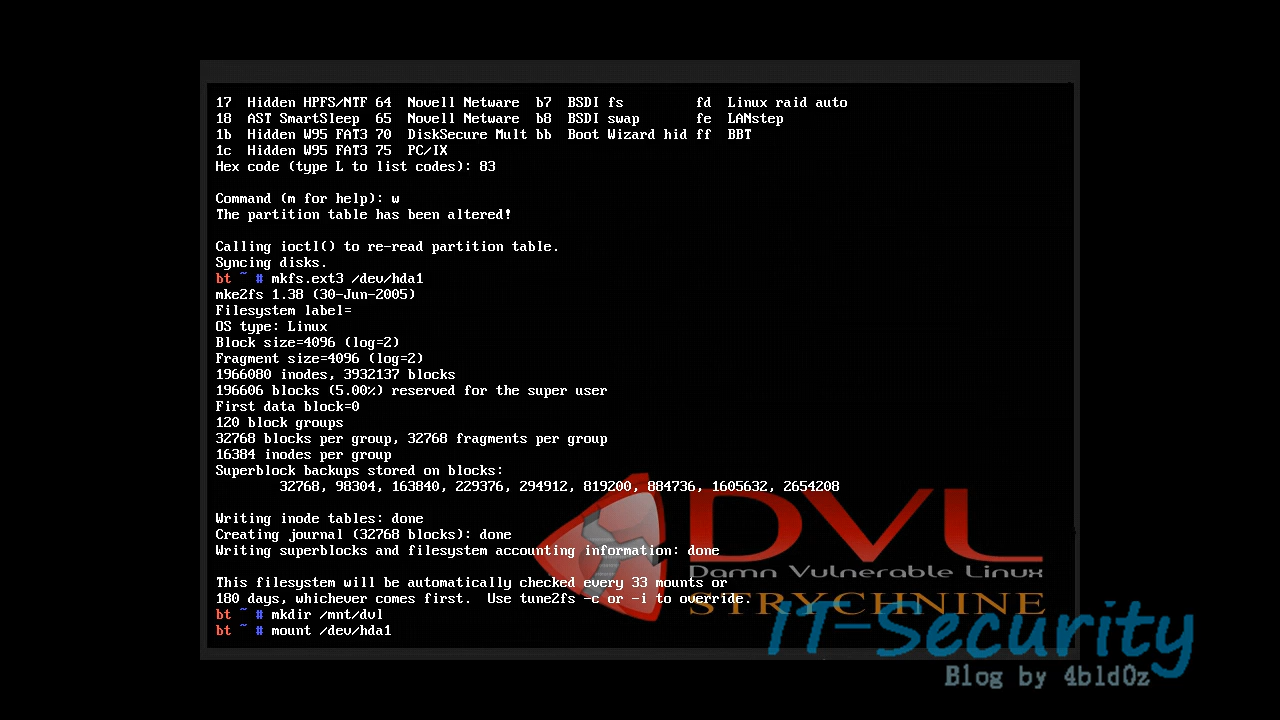 17  Hidden HPFS/NTF 64  Novell Netware  b7  BSDI fs         fd  Linux raid auto
18  AST SmartSleep  65  Novell Netware  b8  BSDI swap       fe  LANstep
1b  Hidden W95 FAT3 70  DiskSecure Mult bb  Boot Wizard hid ff  BBT
1c  Hidden W95 FAT3 75  PC/IX
Hex code (type L to list codes): 83
Command (m for help): w
The partition table has been altered!
Calling ioctl() to re-read partition table.
Syncing disks.
bt ~ # mkfs.ext3 /dev/hda1
mke2fs 1.38 (30-Jun-2005)
Filesystem label=
OS type: Linux
Block size=4096 (log=2)
Fragment size=4096 (log=2)
1966080 inodes, 3932137 blocks
196606 blocks (5.00%) reserved for the super user
First data block=0
120 block groups
32768 blocks per group, 32768 fragments per group
16384 inodes per group
Superblock backups stored on blocks:
32768, 98304, 163840, 229376, 294912, 819200, 884736, 1605632, 2654208
Writing inode tables: done
Creating journal (32768 blocks): done
Writing superblocks and filesystem accounting information: done
This filesystem will be automatically checked every 33 mounts or
180 days, whichever comes first.  Use tune2fs -c or -i to override.
bt ~ # mkdir /mnt/dvl
bt ~ # mount /dev/hda1
DVL
Damn Vulnerable Linux
STRYCHNINE
IT-Security
Blog by 4bld0z